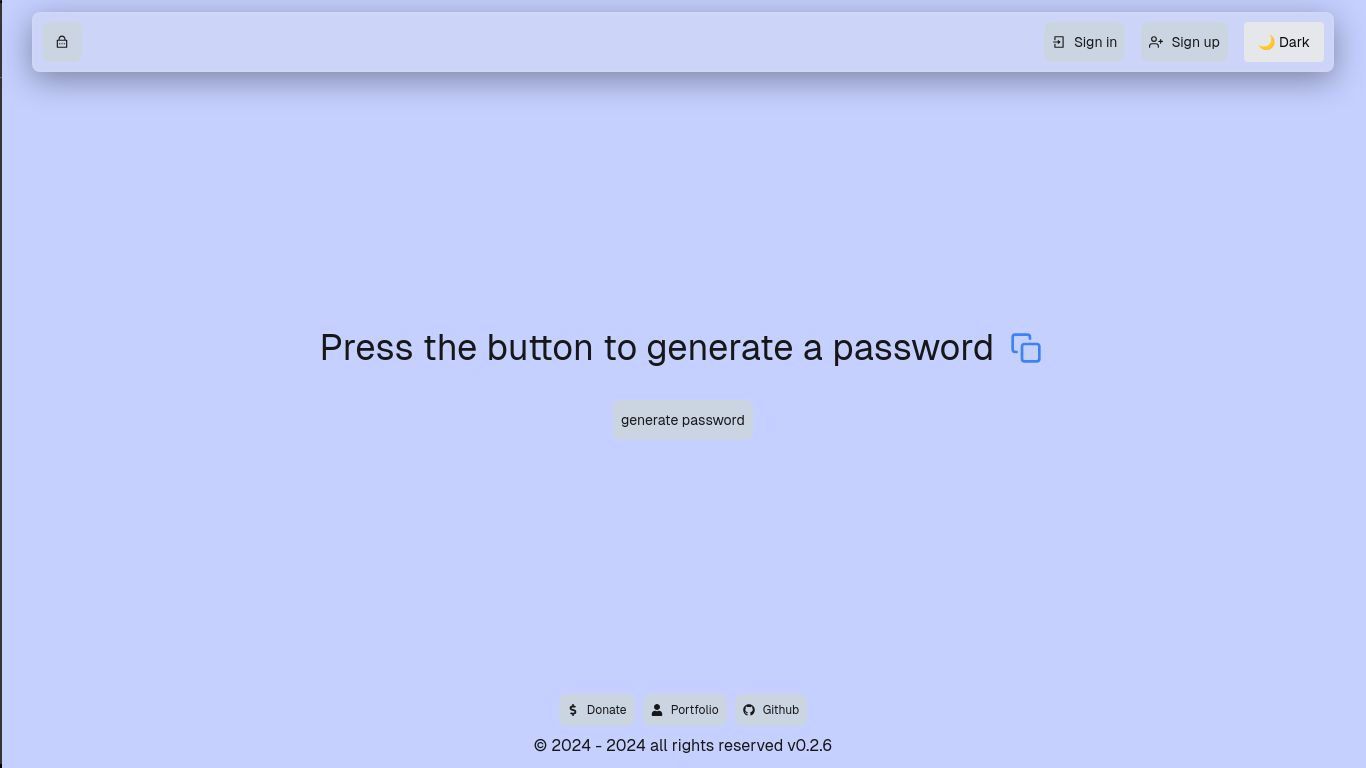 Sign in
Sign up
🌙 Dark
Press the button to generate a password
generate password
Donate
Portfolio
Github
© 2024 - 2024 all rights reserved v0.2.6